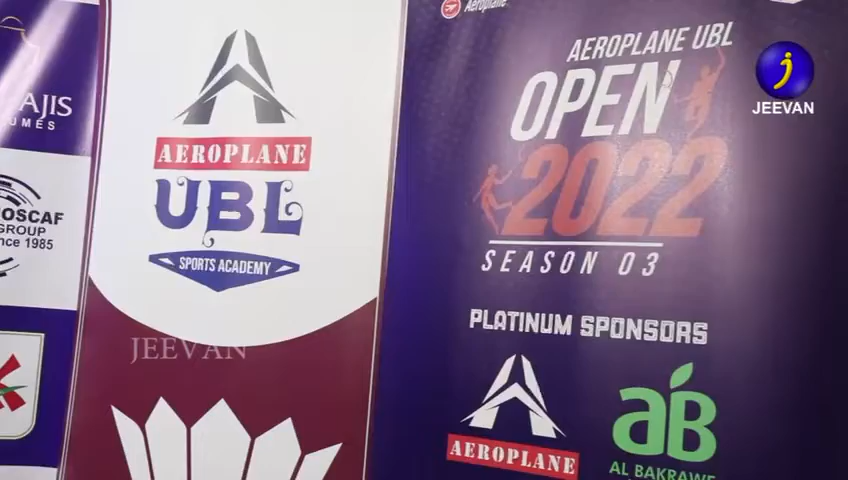 AJIS
UMES
OSCAF
GROUP
nce 1985
AEROPLANE
UBL
SPORTS ACADEMY
JEEVAN
Aeroplane
AEROPLANE UBL
OPEN
2022
SEASON 03
PLATINUM SPONSORS
AEROPLANE
aB
AL BAKRAWE
j
JEEVAN